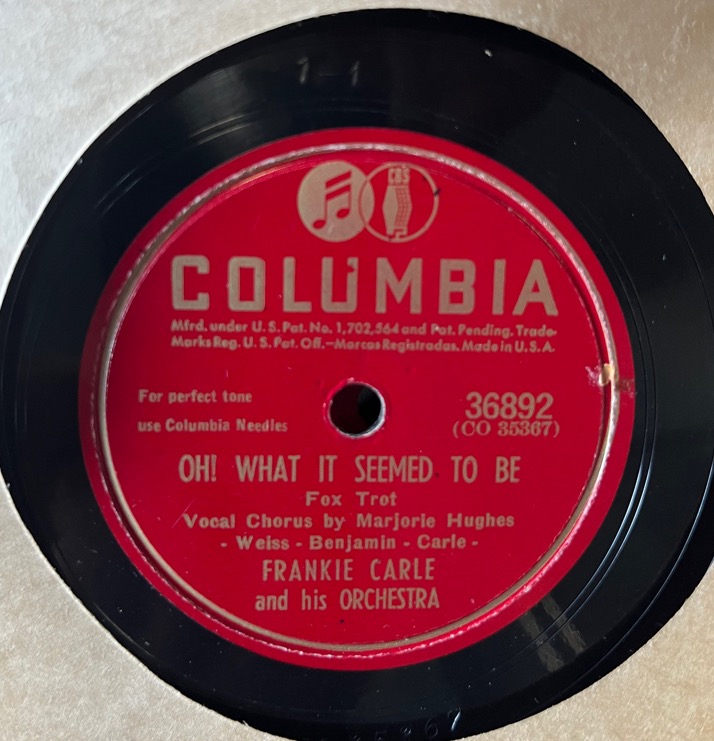 1-1
CBS
COLUMBIA
Mfrd. under U.S. Pat. No. 1,702,564 and Pat. Pending. Trade-
Marks Reg. U.S. Pat. Off.—Marcas Registradas. Made in U.S.A.
For perfect tone
use Columbia Needles
36892
(CO 35367)
OH! WHAT IT SEEMED TO BE
Fox Trot
Vocal Chorus by Marjorie Hughes
- Weiss - Benjamin - Carle -
FRANKIE CARLE
and his ORCHESTRA